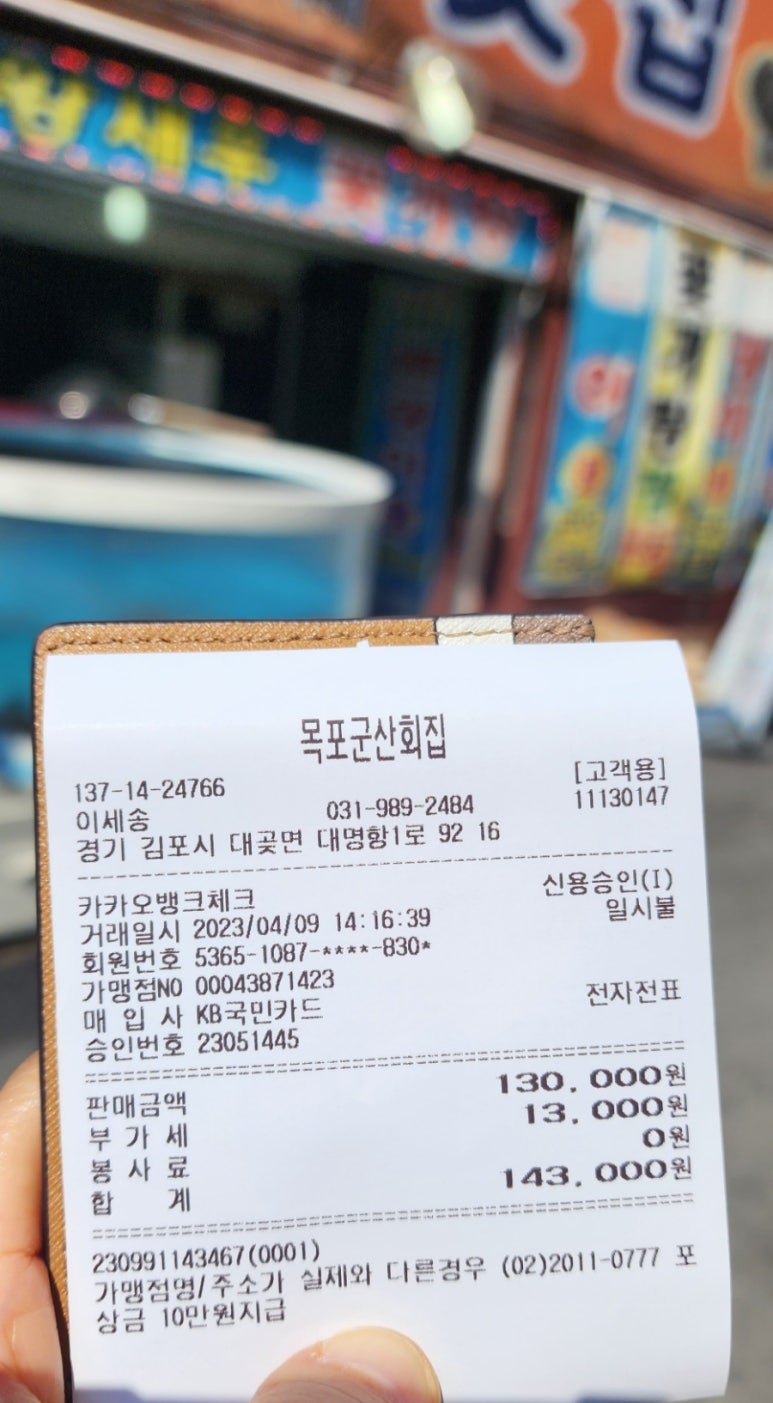 집
새우
꽃게탕
목포군산회집
137-14-24766 [고객용]
이세송 031-989-2484 11130147
경기 김포시 대곶면 대명항1로 92 16
카카오뱅크체크 신용승인(I)
거래일시 2023/04/09 14:16:39 일시불
회원번호 5365-1087-****-830*
가맹점NO 00043871423
매 입 사 KB국민카드 전자전표
승인번호 23051445
판매금액 130,000원
부 가 세 13,000원
봉 사 료 0원
합 계 143,000원
230991143467(0001)
가맹점명/주소가 실제와 다른경우 (02)2011-0777 포
상금 10만원지급